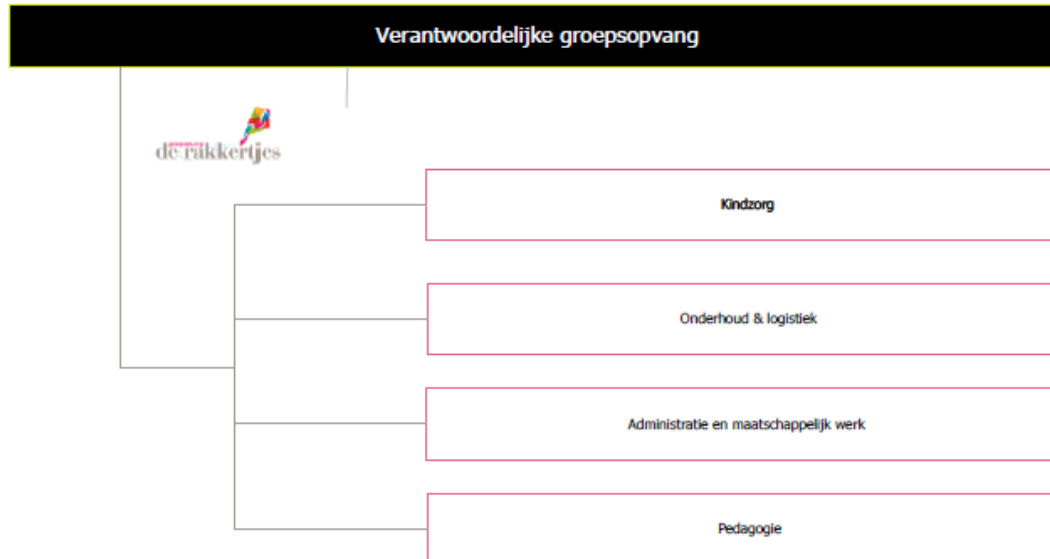 Verantwoordelijke groepsopvang
de rakkertjes
Kindzorg
Onderhoud & logistiek
Administratie en maatschappelijk werk
Pedagogie